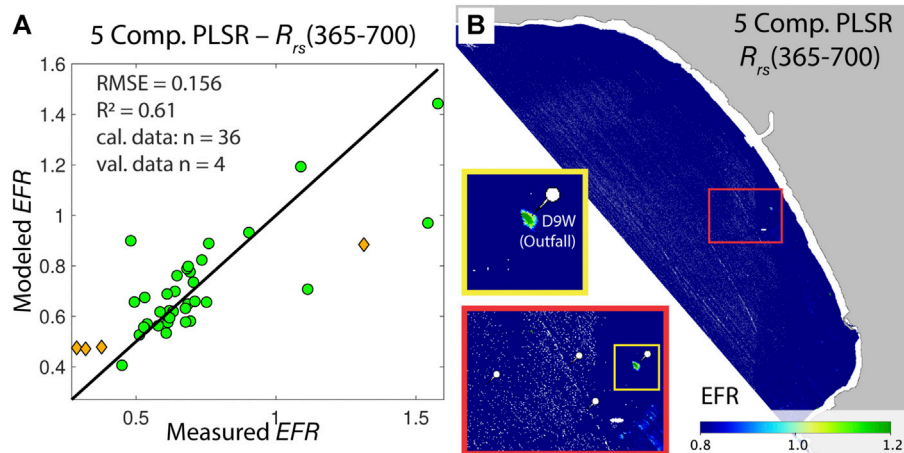 A
5 Comp. PLSR – Rrs(365-700)
RMSE = 0.156
R² = 0.61
cal. data: n = 36
val. data n = 4
1.6
1.4
1.2
1
0.8
0.6
0.4
Modeled EFR
0.5
1
1.5
Measured EFR
B
5 Comp. PLSR
Rrs(365-700)
D9W
(Outfall)
EFR
0.8
1.0
1.2